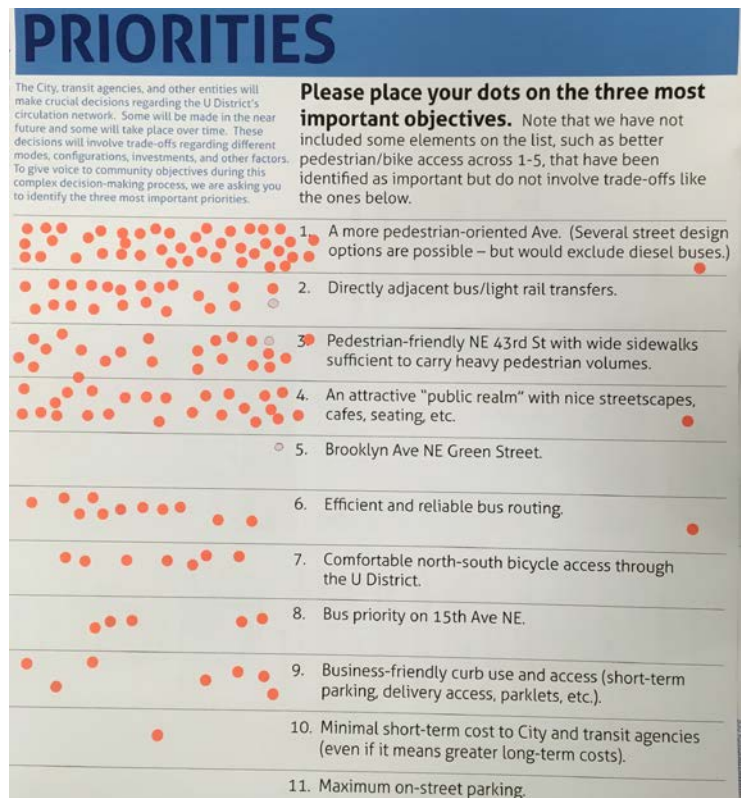 PRIORITIES
The City, transit agencies, and other entities will
make crucial decisions regarding the U District's
circulation network. Some will be made in the near
future and some will take place over time. These
decisions will involve trade-offs regarding different
modes, configurations, investments, and other factors.
To give voice to community objectives during this
complex decision-making process, we are asking you
to identify the three most important priorities.
Please place your dots on the three most
important objectives. Note that we have not
included some elements on the list, such as better
pedestrian/bike access across 1-5, that have been
identified as important but do not involve trade-offs like
the ones below.
1. A more pedestrian-oriented Ave. (Several street design
options are possible – but would exclude diesel buses.)
2. Directly adjacent bus/light rail transfers.
3. Pedestrian-friendly NE 43rd St with wide sidewalks
sufficient to carry heavy pedestrian volumes.
4. An attractive "public realm" with nice streetscapes,
cafes, seating, etc.
5. Brooklyn Ave NE Green Street.
6. Efficient and reliable bus routing.
7. Comfortable north-south bicycle access through
the U District.
8. Bus priority on 15th Ave NE.
9. Business-friendly curb use and access (short-term
parking, delivery access, parklets, etc.).
10. Minimal short-term cost to City and transit agencies
(even if it means greater long-term costs).
11. Maximum on-street parking.